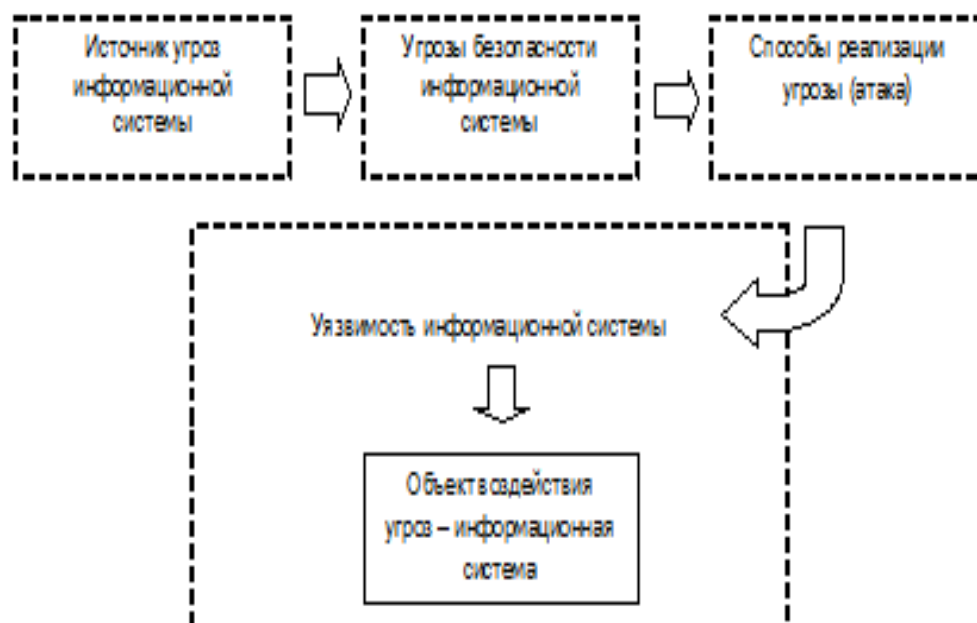 Источник угроз
информационной
системы
Угрозы безопасности
информационной
системы
Способы реализации
угрозы (атака)
Уязвимость информационной системы
Объект воздействия
угроз – информационная
система